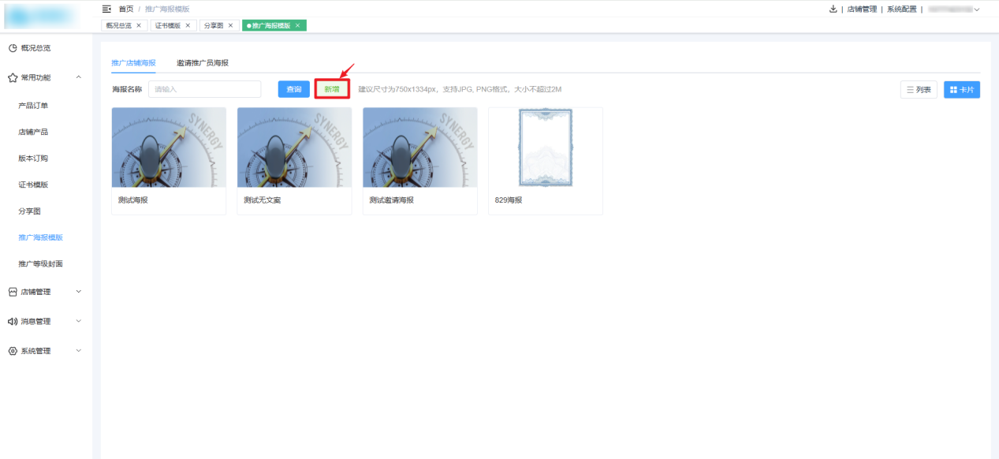 首页 / 推广海报模版
店铺管理 | 系统配置 |
概况总览 × 证书模版 × 分享图 × 推广海报模版 ×
概况总览
常用功能
产品订单
店铺产品
版本订购
证书模版
分享图
推广海报模版
推广等级封面
店铺管理
消息管理
系统管理
推广店铺海报 邀请推广员海报
海报名称 请输入 查询 新增 建议尺寸为750x1334px，支持JPG, PNG格式，大小不超过2M 列表 卡片
SYNERGY SYNERGY SYNERGY
测试海报 测试无文案 测试邀请海报 829海报